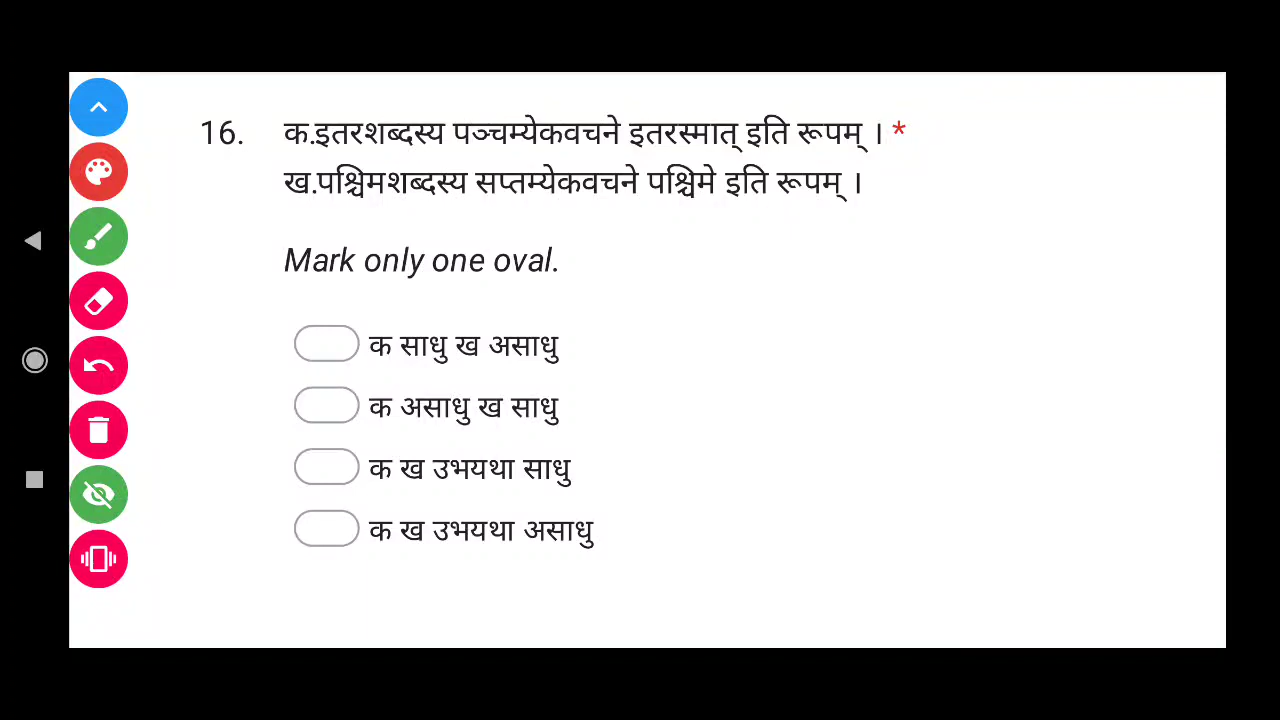 16. क.इतरशब्दस्य पञ्चम्येकवचने इतरस्मात् इति रूपम् । *
ख.पश्चिमशब्दस्य सप्तम्येकवचने पश्चिमे इति रूपम् ।
Mark only one oval.
क साधु ख असाधु
क असाधु ख साधु
क ख उभयथा साधु
क ख उभयथा असाधु